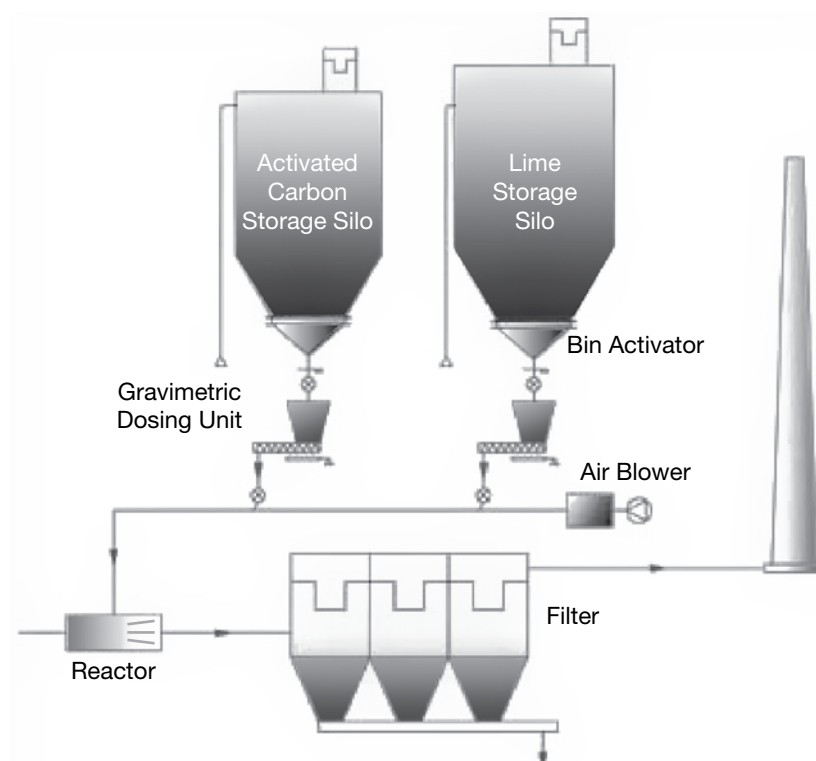 Activated
Carbon
Storage Silo
Lime
Storage
Silo
Bin Activator
Gravimetric
Dosing Unit
Air Blower
Filter
Reactor